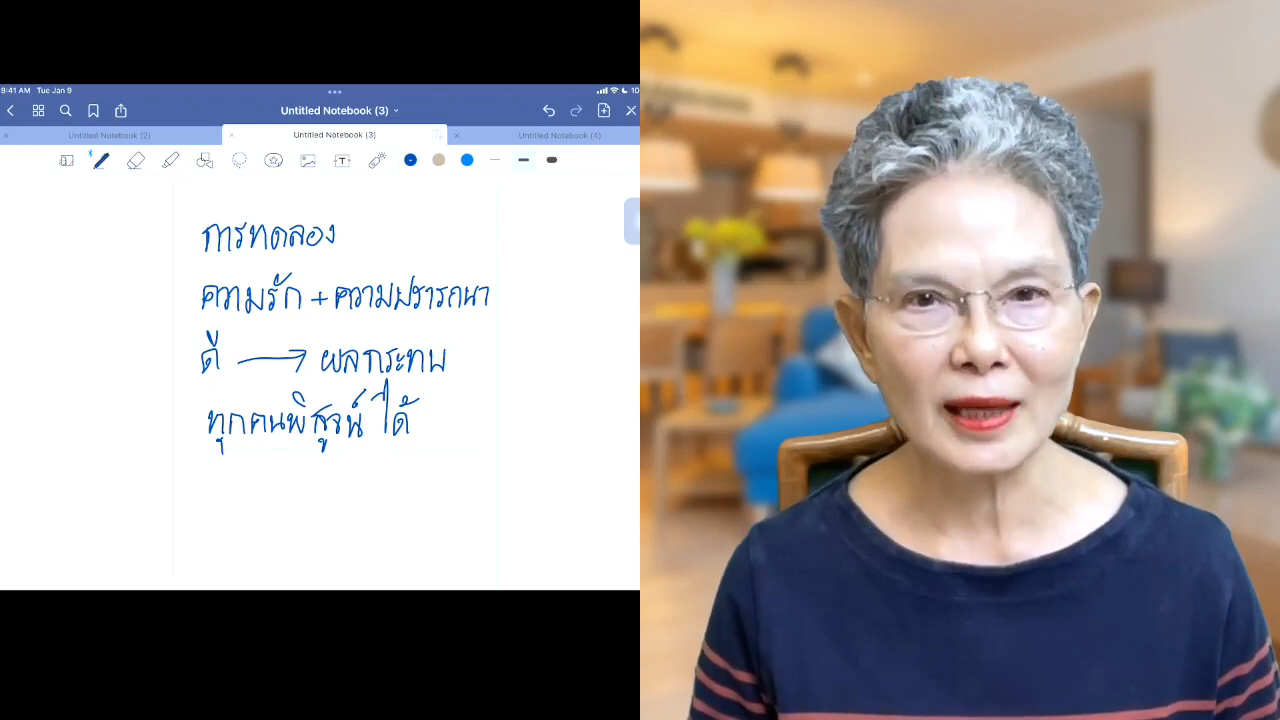 9:41 AM Tue Jan 9
Untitled Notebook (3)
Untitled Notebook (2) Untitled Notebook (3) Untitled Notebook (4)
การทดลอง
ความรัก + ความปรารถนา
ดี → ผลกระทบ
ทุกคนพิสูจน์ ได้